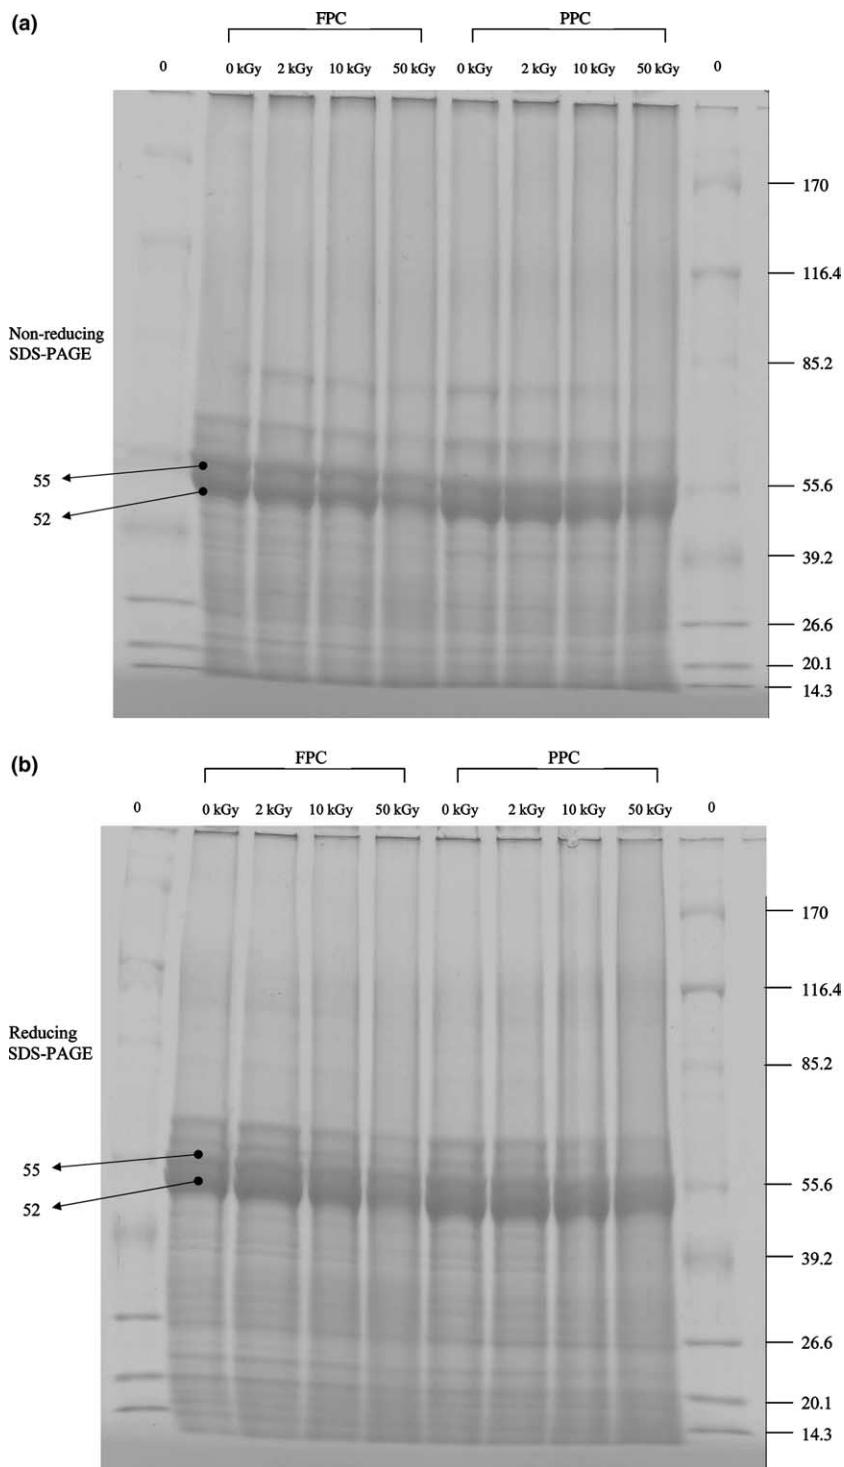 (a)
FPC PPC
0 0 kGy 2 kGy 10 kGy 50 kGy 0 kGy 2 kGy 10 kGy 50 kGy 0
170
116.4
Non-reducing
SDS-PAGE
85.2
55
55.6
52
39.2
26.6
20.1
14.3
(b)
FPC PPC
0 0 kGy 2 kGy 10 kGy 50 kGy 0 kGy 2 kGy 10 kGy 50 kGy 0
170
116.4
Reducing
SDS-PAGE
85.2
55
55.6
52
39.2
26.6
20.1
14.3